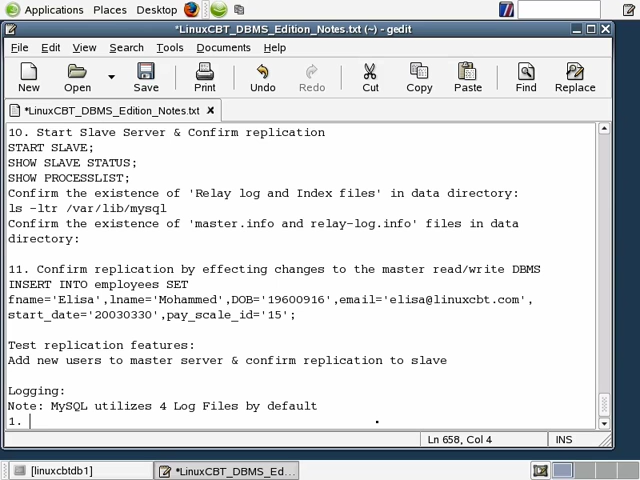 Applications Places Desktop
*LinuxCBT_DBMS_Edition_Notes.txt (~) - gedit
File Edit View Search Tools Documents Help
New Open Save Print Undo Redo Cut Copy Paste Find Replace
*LinuxCBT_DBMS_Edition_Notes.txt x
10. Start Slave Server & Confirm replication
START SLAVE;
SHOW SLAVE STATUS;
SHOW PROCESSLIST;
Confirm the existence of 'Relay log and Index files' in data directory:
ls -ltr /var/lib/mysql
Confirm the existence of 'master.info and relay-log.info' files in data
directory:
11. Confirm replication by effecting changes to the master read/write DBMS
INSERT INTO employees SET
fname='Elisa',lname='Mohammed',DOB='19600916',email='elisa@linuxcbt.com',
start_date='20030330',pay_scale_id='15';
Test replication features:
Add new users to master server & confirm replication to slave
Logging:
Note: MySQL utilizes 4 Log Files by default
1.
Ln 658, Col 4 INS
[linuxcbtdb1] *LinuxCBT_DBMS_Ed...